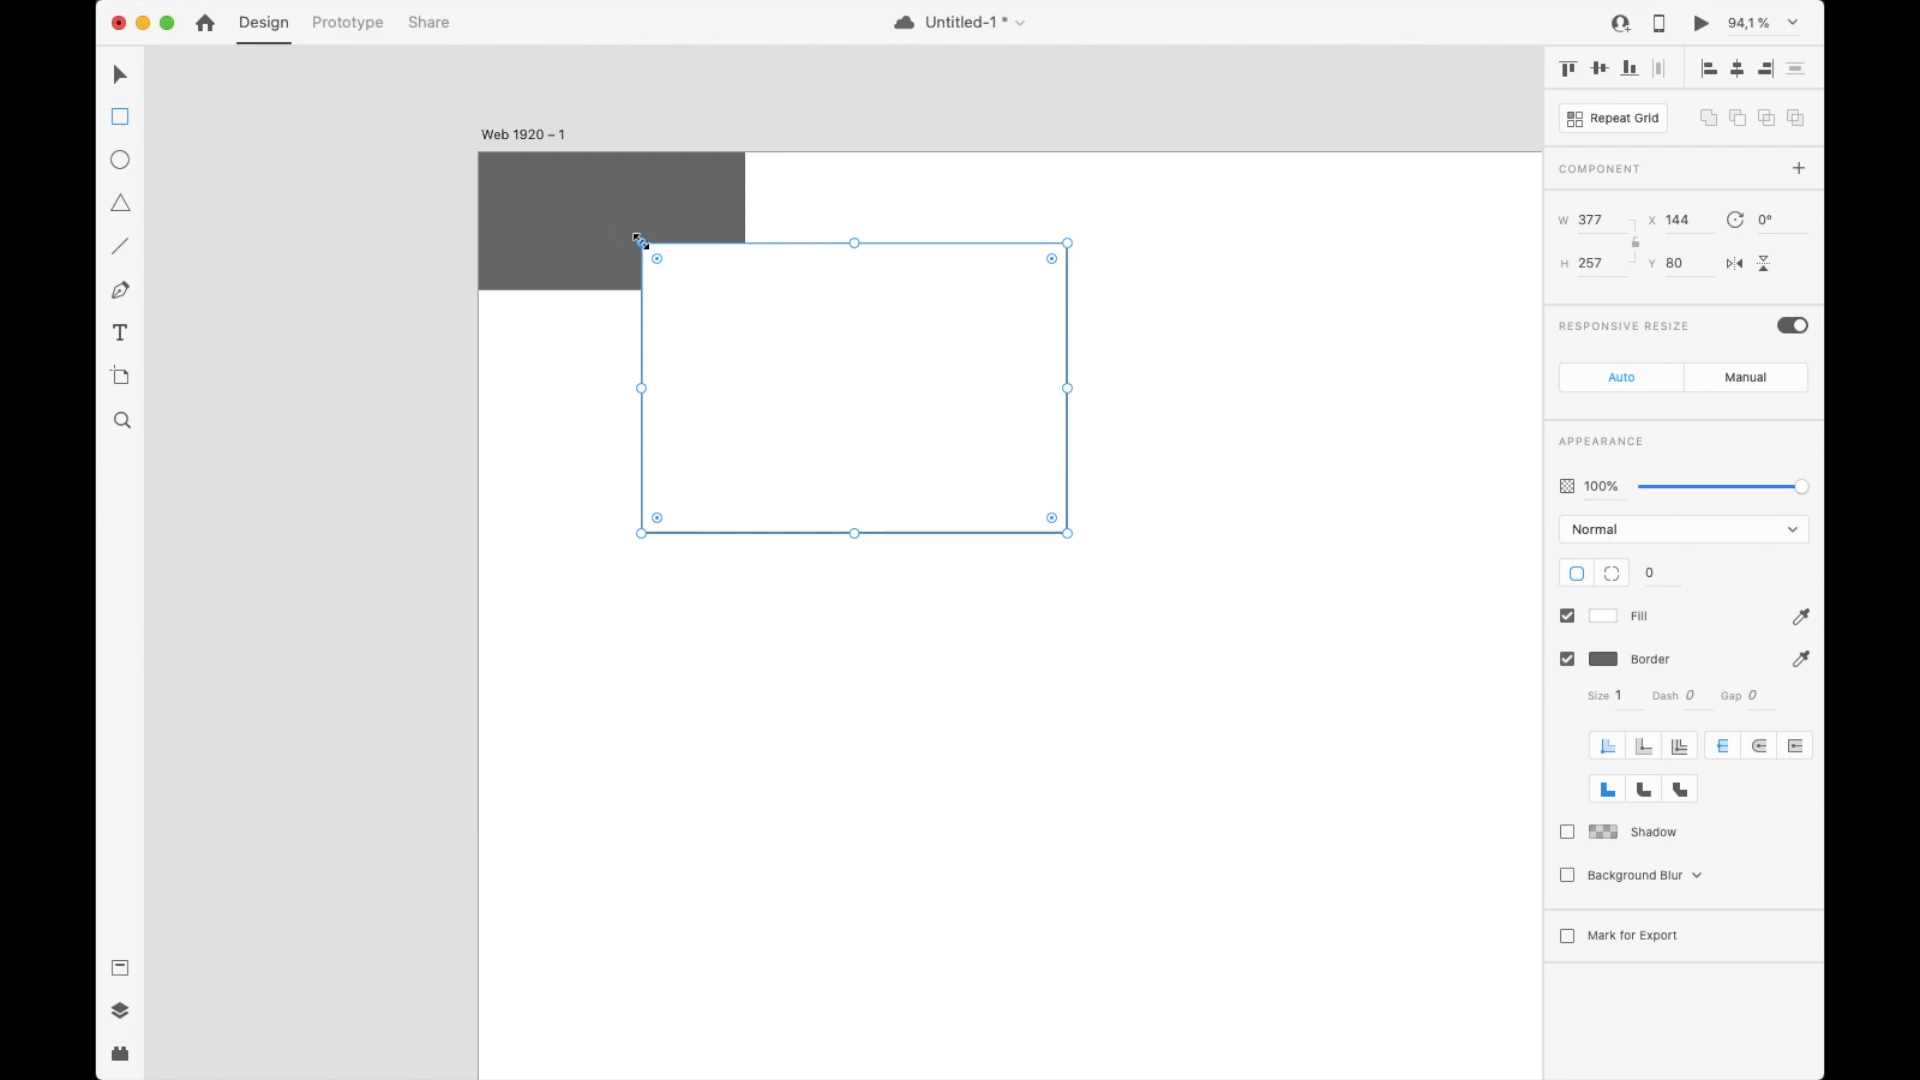 Design Prototype Share Untitled-1 * 94,1 %
Repeat Grid
Web 1920 – 1
COMPONENT
W 377 X 144 0°
H 257 Y 80
RESPONSIVE RESIZE
Auto Manual
APPEARANCE
100%
Normal
0
Fill
Border
Size 1 Dash 0 Gap 0
Shadow
Background Blur
Mark for Export
T